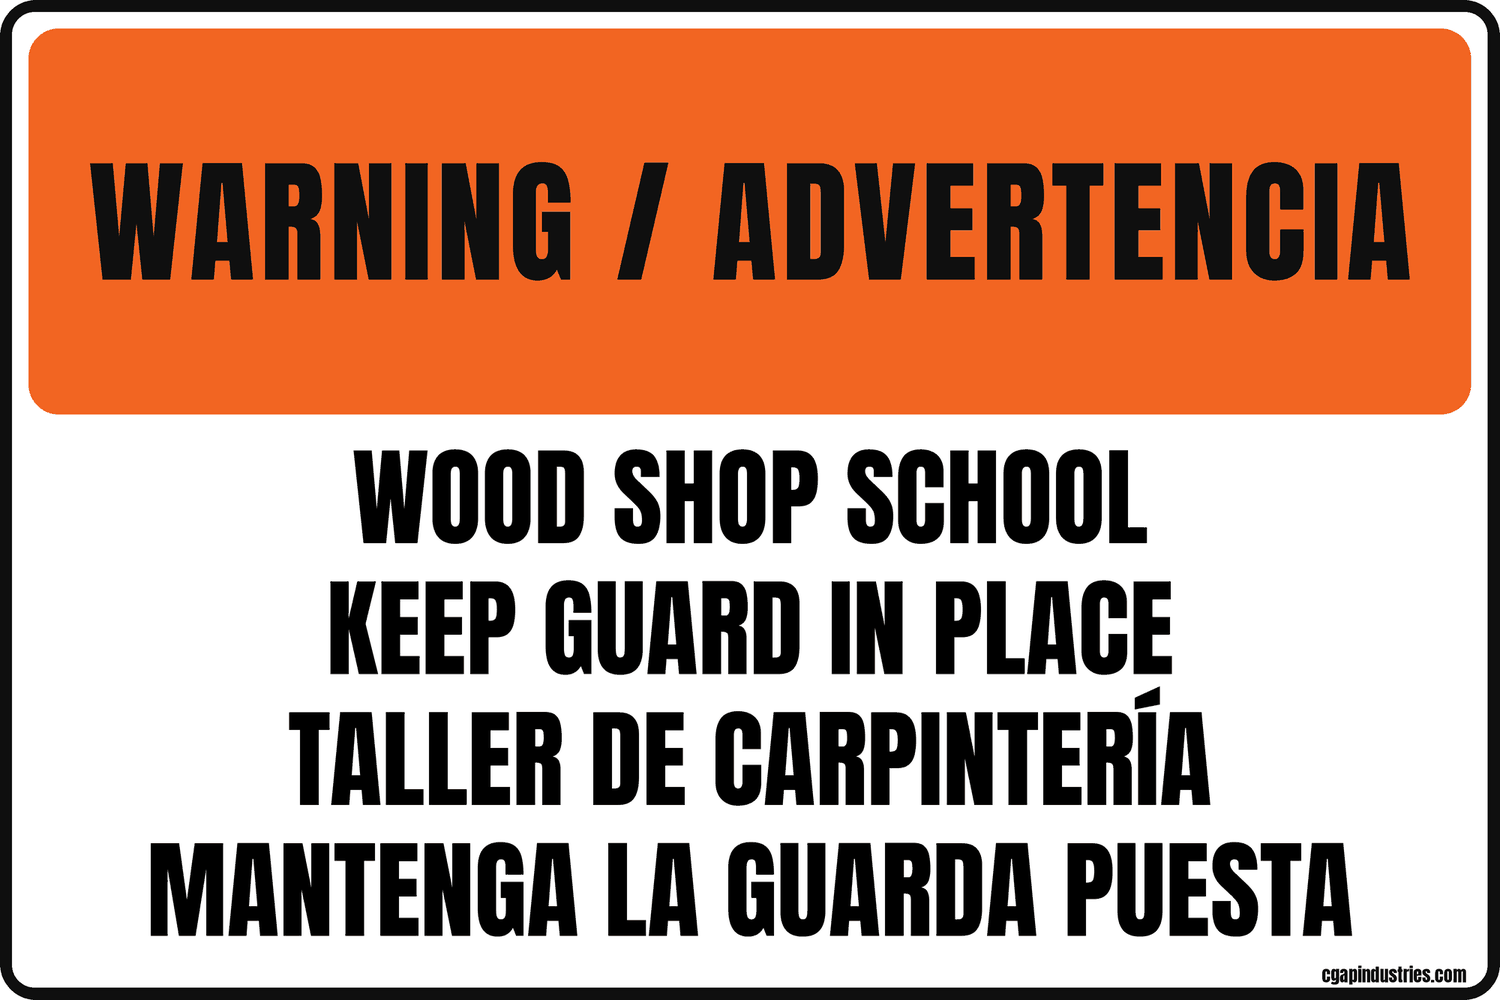 WARNING / ADVERTENCIA
WOOD SHOP SCHOOL
KEEP GUARD IN PLACE
TALLER DE CARPINTERÍA
MANTENGA LA GUARDA PUESTA
cgapindustries.com